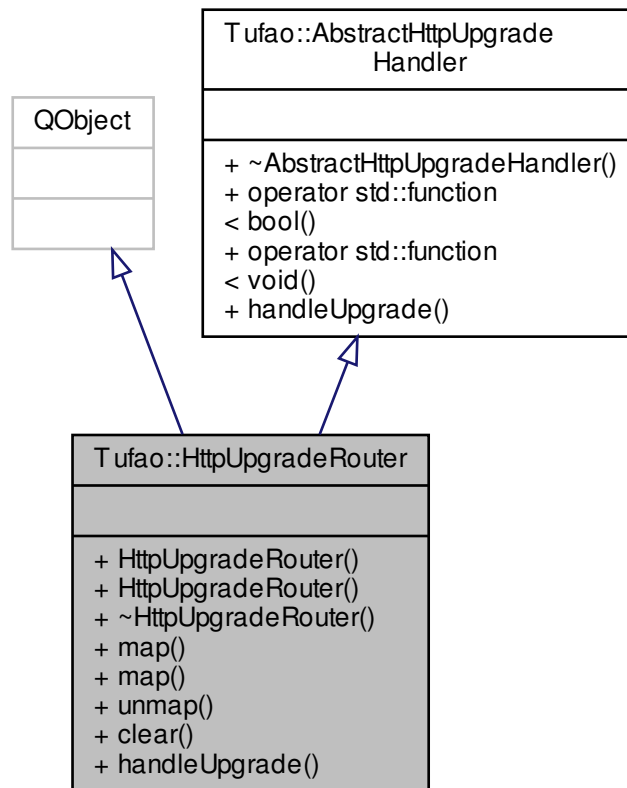 Tufao::AbstractHttpUpgrade
Handler
QObject
+ ~AbstractHttpUpgradeHandler()
+ operator std::function
< bool()
+ operator std::function
< void()
+ handleUpgrade()
Tufao::HttpUpgradeRouter
+ HttpUpgradeRouter()
+ HttpUpgradeRouter()
+ ~HttpUpgradeRouter()
+ map()
+ map()
+ unmap()
+ clear()
+ handleUpgrade()